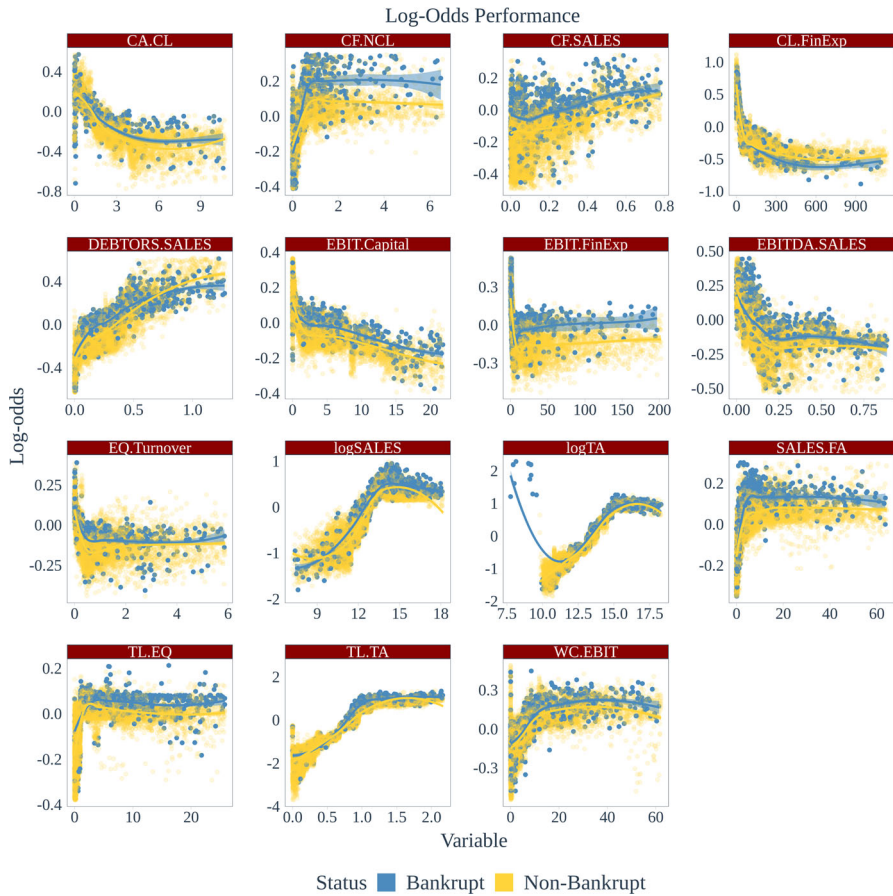 Log-Odds Performance
CA.CL CF.NCL CF.SALES CL.FinExp
0.4 0.0 -0.4 -0.8
0.4 0.2 0.0 -0.2 -0.4
0.2 0.0 -0.2 -0.4
1.0 0.5 0.0 -0.5 -1.0
0 3 6 9
0 2 4 6
0.0 0.2 0.4 0.6 0.8
0 300 600 900
DEBTORS.SALES EBIT.Capital EBIT.FinExp EBITDA.SALES
0.4 0.0 -0.4
0.4 0.2 0.0 -0.2 -0.4
0.3 0.0 -0.3
0.50 0.25 0.00 -0.25 -0.50
0.0 0.5 1.0
0 5 10 15 20
0 50 100 150 200
0.00 0.25 0.50 0.75
Log-odds
EQ.Turnover logSALES logTA SALES.FA
0.25 0.00 -0.25
1 0 -1 -2
2 1 0 -1 -2
0.2 0.0 -0.2
0 2 4 6
9 12 15 18
7.5 10.0 12.5 15.0 17.5
0 20 40 60
TL.EQ TL.TA WC.EBIT
0.2 0.0 -0.2 -0.4
2 0 -2 -4
0.3 0.0 -0.3
0 10 20
0.0 0.5 1.0 1.5 2.0
0 20 40 60
Variable
Status Bankrupt Non-Bankrupt